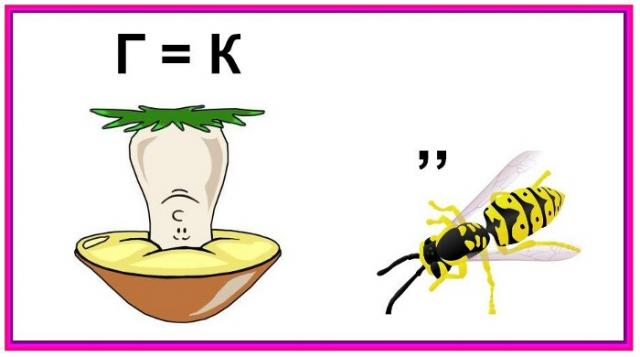 Г = К
,,